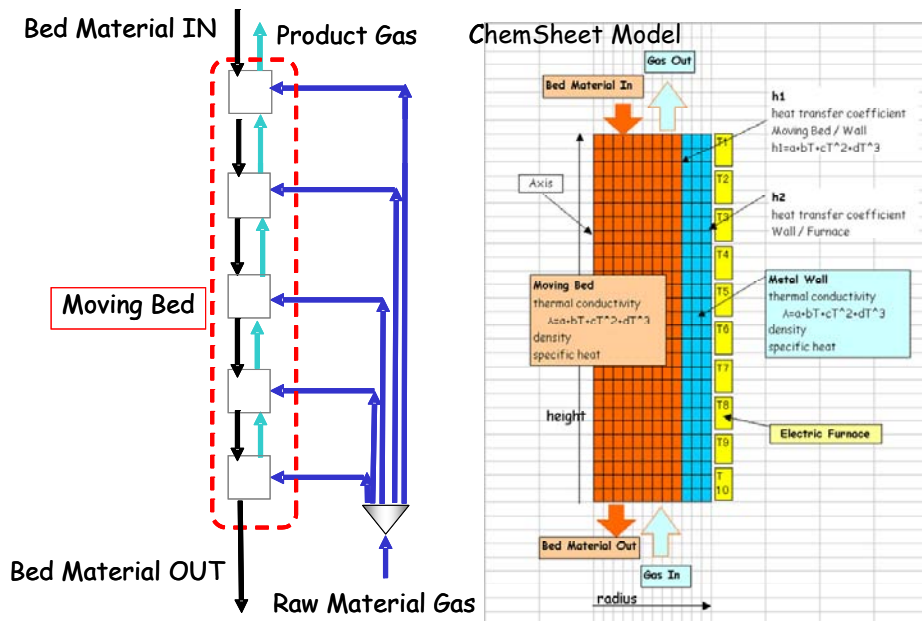 Bed Material IN
Product Gas
Moving Bed
Bed Material OUT
Raw Material Gas
ChemSheet Model
Gas Out
Bed Material In
h1
heat transfer coefficient
Moving Bed / Wall
h1=a+bT+cT^2+dT^3
Axis
h2
heat transfer coefficient
Wall / Furnace
T1
T2
T3
T4
T5
T6
T7
T8
T9
T
10
Moving Bed
thermal conductivity
λ=a+bT+cT^2+dT^3
density
specific heat
Metal Wall
thermal conductivity
λ=a+bT+cT^2+dT^3
density
specific heat
height
Electric Furnace
Bed Material Out
Gas In
radius